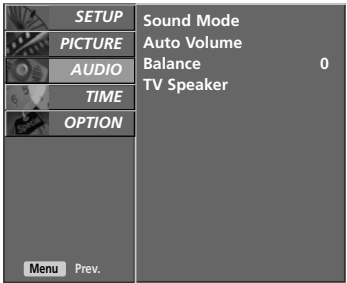 SETUP
PICTURE
AUDIO
TIME
OPTION
Sound Mode
Auto Volume
Balance 0
TV Speaker
Menu Prev.